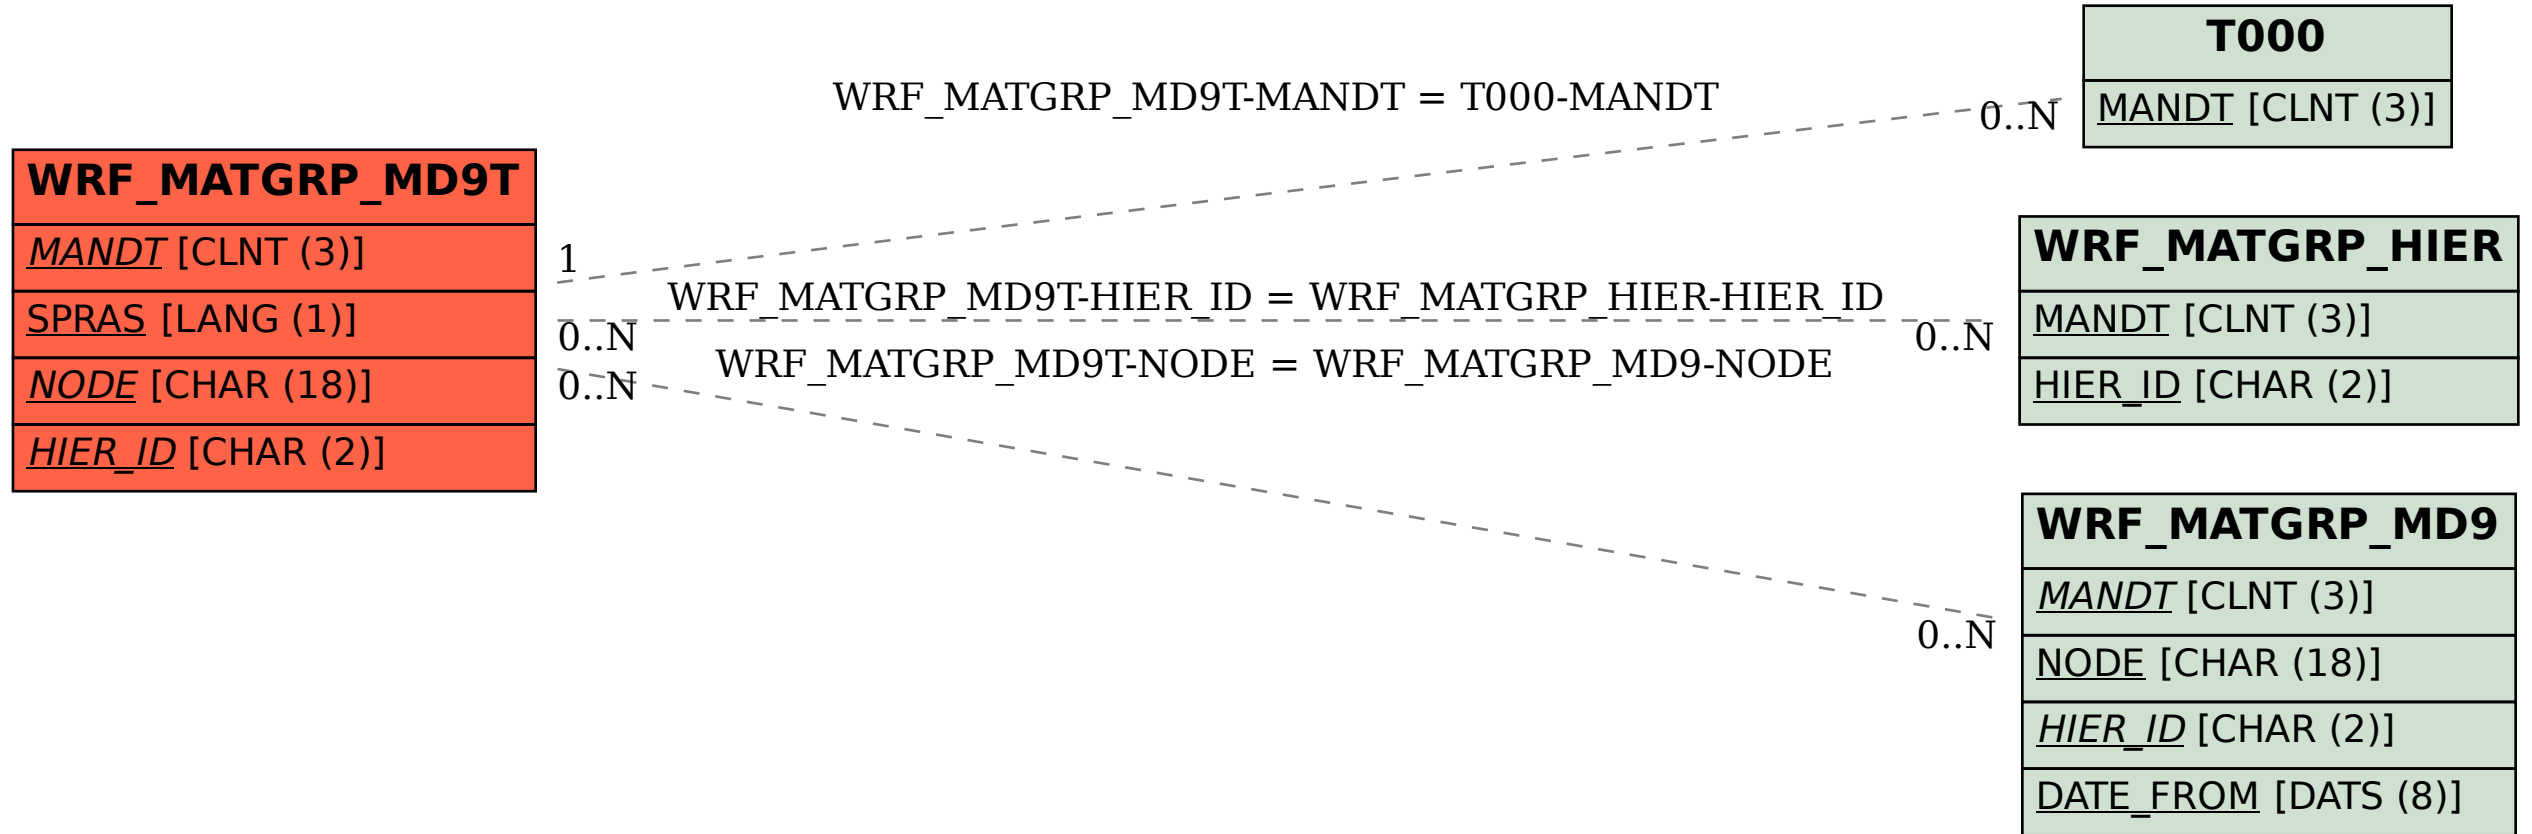 WRF_MATGRP_MD9T
MANDT [CLNT (3)]
SPRAS [LANG (1)]
NODE [CHAR (18)]
HIER_ID [CHAR (2)]
WRF_MATGRP_MD9T-MANDT = T000-MANDT
1
0..N
WRF_MATGRP_MD9T-HIER_ID = WRF_MATGRP_HIER-HIER_ID
0..N
0..N
WRF_MATGRP_MD9T-NODE = WRF_MATGRP_MD9-NODE
0..N
0..N
T000
MANDT [CLNT (3)]
WRF_MATGRP_HIER
MANDT [CLNT (3)]
HIER_ID [CHAR (2)]
WRF_MATGRP_MD9
MANDT [CLNT (3)]
NODE [CHAR (18)]
HIER_ID [CHAR (2)]
DATE_FROM [DATS (8)]